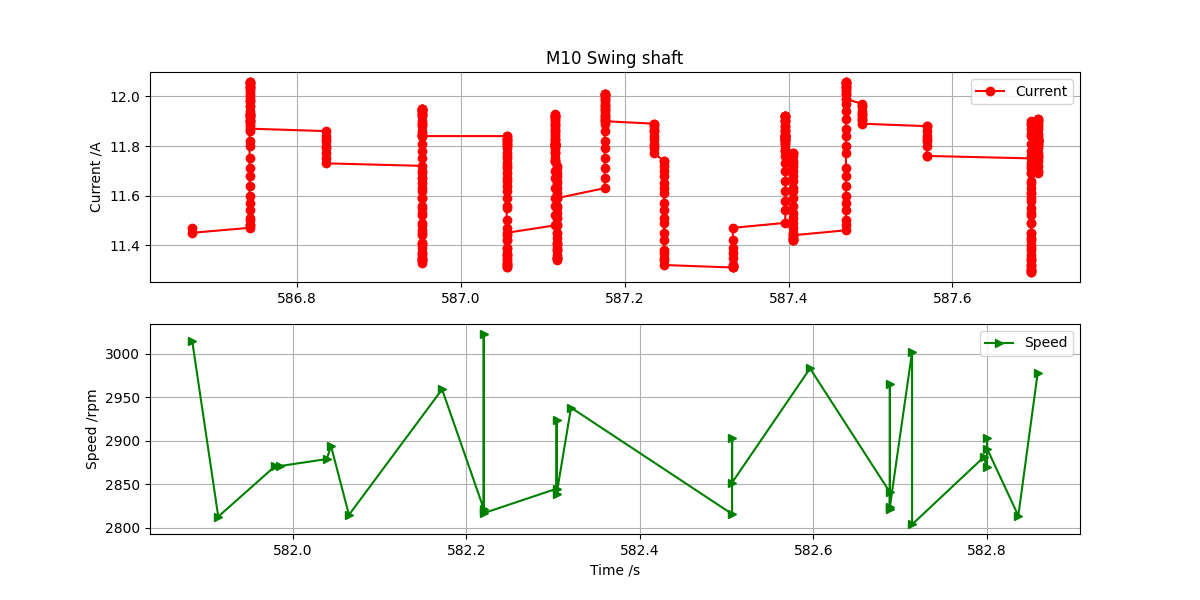 M10 Swing shaft
Current /A
12.0
11.8
11.6
11.4
Current
586.8 587.0 587.2 587.4 587.6
Speed /rpm
3000
2950
2900
2850
2800
Speed
582.0 582.2 582.4 582.6 582.8
Time /s